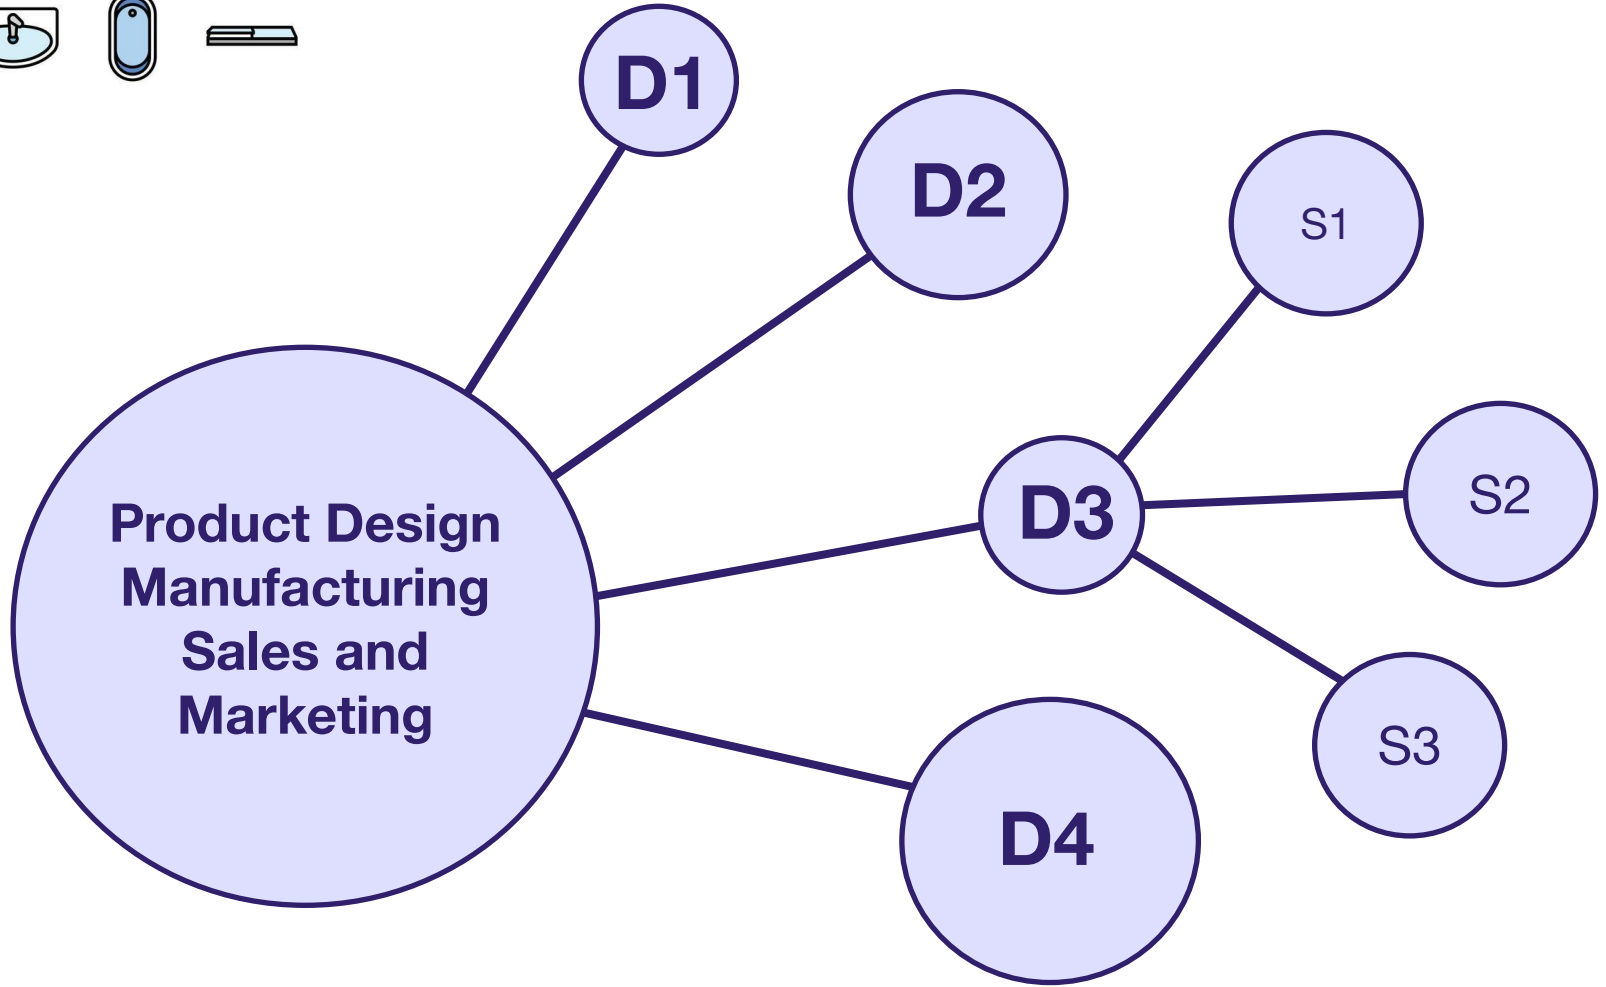 D1
D2
S1
Product Design
Manufacturing
Sales and
Marketing
D3
S2
S3
D4